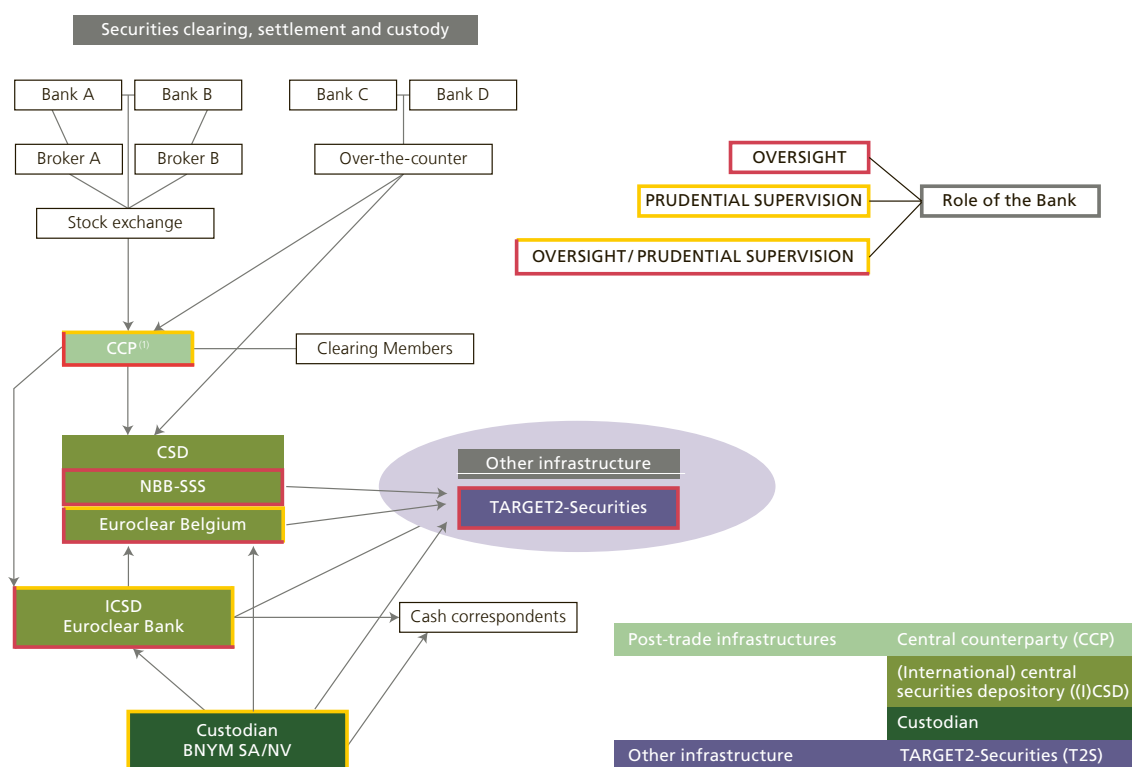 Securities clearing, settlement and custody
Bank A
Bank B
Bank C
Bank D
Broker A
Broker B
Over-the-counter
Stock exchange
OVERSIGHT
PRUDENTIAL SUPERVISION
Role of the Bank
OVERSIGHT / PRUDENTIAL SUPERVISION
CCP (1)
Clearing Members
CSD
NBB-SSS
Euroclear Belgium
Other infrastructure
TARGET2-Securities
ICSD
Euroclear Bank
Cash correspondents
Custodian
BNYM SA/NV
Post-trade infrastructures
Central counterparty (CCP)
(International) central
securities depository ((I)CSD)
Custodian
Other infrastructure
TARGET2-Securities (T2S)